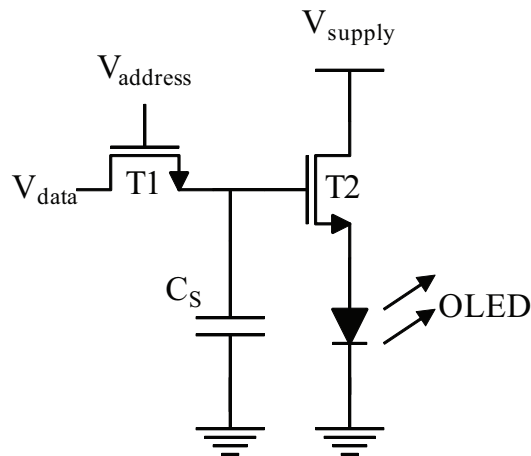 V_supply
V_address
V_data
T1
T2
C_S
OLED